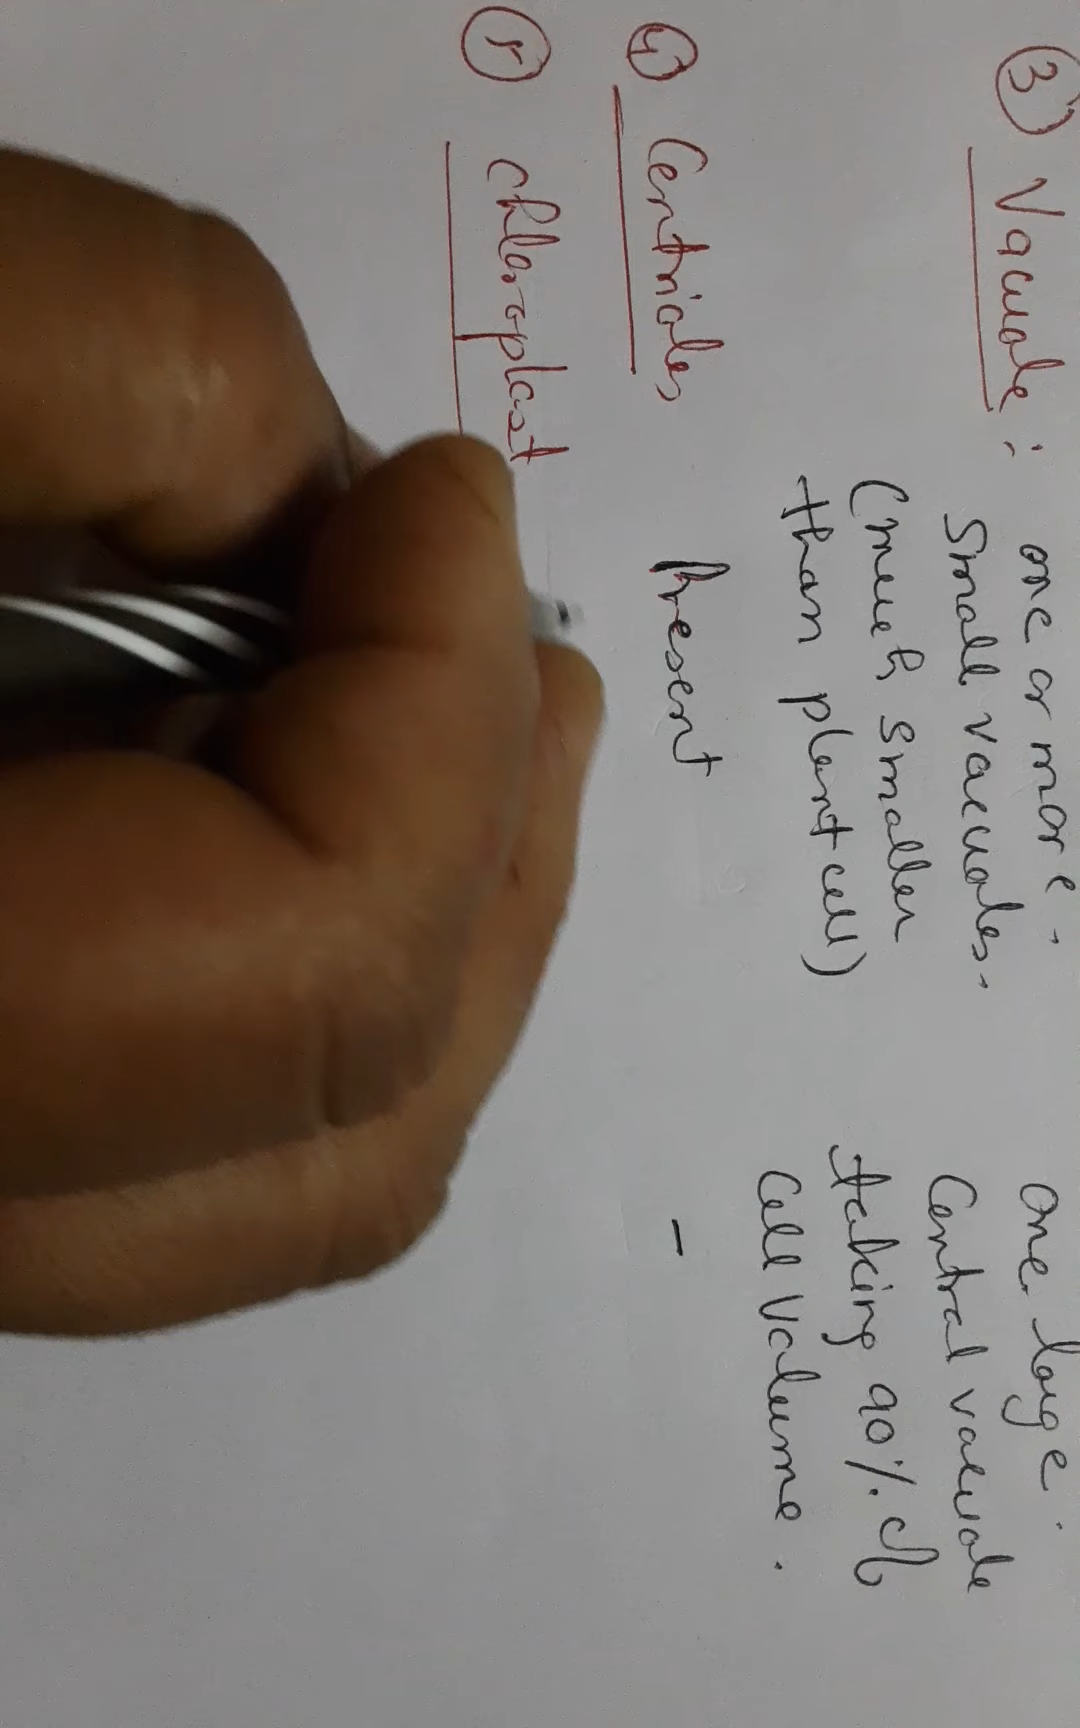 ③ Vacuole : one or more. one large.
small vacuoles. Central vacuole
(much smaller taking 90% of
than plant cell) cell volume.
④ Centrioles Present –
⑤ Chloroplast